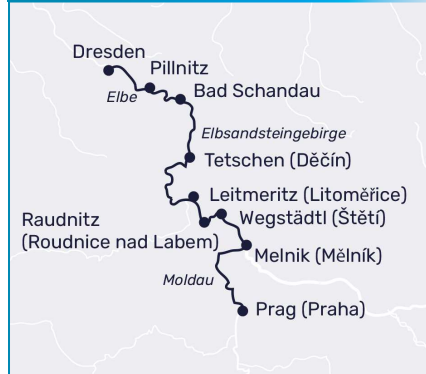 Dresden
Pillnitz
Elbe
Bad Schandau
Elbsandsteingebirge
Tetschen (Děčín)
Leitmeritz (Litoměřice)
Wegstädtl (Štětí)
Raudnitz
(Roudnice nad Labem)
Melnik (Mělník)
Moldau
Prag (Praha)